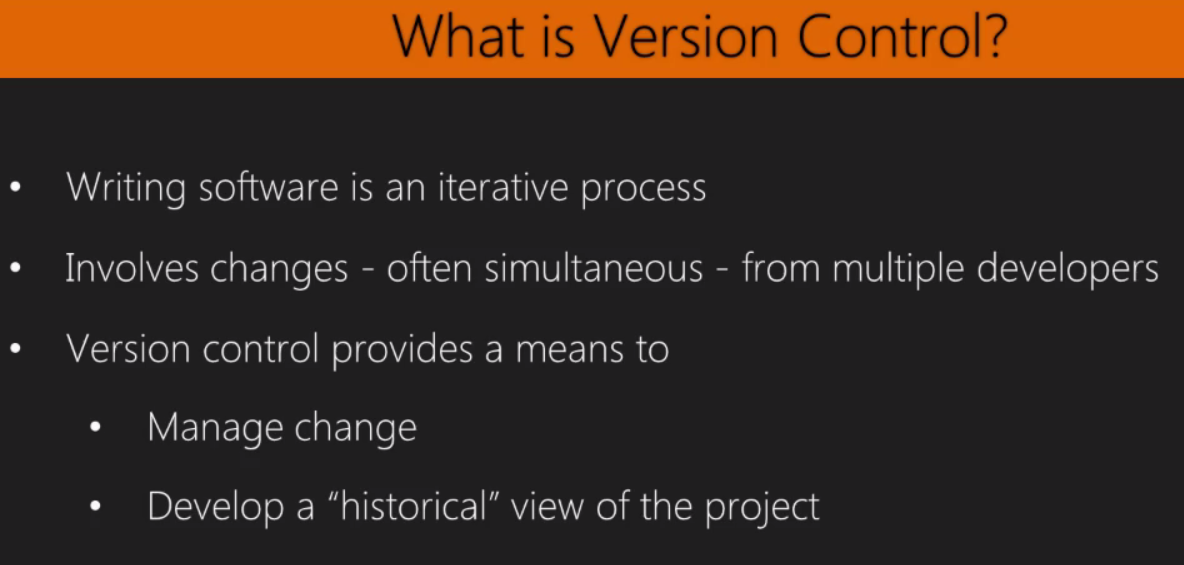 What is Version Control?
• Writing software is an iterative process
• Involves changes - often simultaneous - from multiple developers
• Version control provides a means to
• Manage change
• Develop a “historical” view of the project